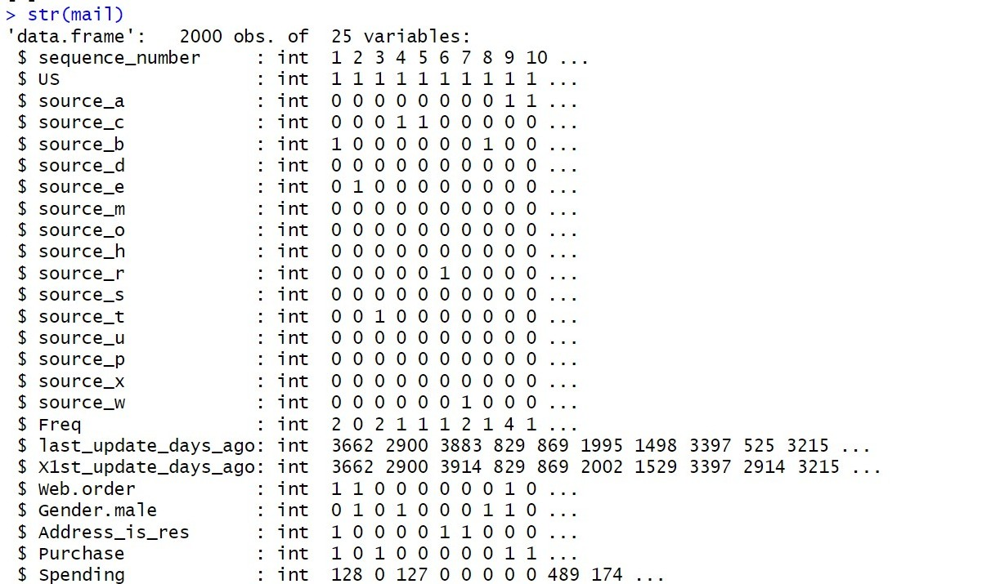 > str(mail)
'data.frame':   2000 obs. of  25 variables:
 $ sequence_number     : int  1 2 3 4 5 6 7 8 9 10 ...
 $ US                  : int  1 1 1 1 1 1 1 1 1 1 ...
 $ source_a            : int  0 0 0 0 0 0 0 0 1 1 ...
 $ source_c            : int  0 0 0 1 1 0 0 0 0 0 ...
 $ source_b            : int  1 0 0 0 0 0 0 1 0 0 ...
 $ source_d            : int  0 0 0 0 0 0 0 0 0 0 ...
 $ source_e            : int  0 1 0 0 0 0 0 0 0 0 ...
 $ source_m            : int  0 0 0 0 0 0 0 0 0 0 ...
 $ source_o            : int  0 0 0 0 0 0 0 0 0 0 ...
 $ source_h            : int  0 0 0 0 0 0 0 0 0 0 ...
 $ source_r            : int  0 0 0 0 0 1 0 0 0 0 ...
 $ source_s            : int  0 0 0 0 0 0 0 0 0 0 ...
 $ source_t            : int  0 0 1 0 0 0 0 0 0 0 ...
 $ source_u            : int  0 0 0 0 0 0 0 0 0 0 ...
 $ source_p            : int  0 0 0 0 0 0 0 0 0 0 ...
 $ source_x            : int  0 0 0 0 0 0 0 0 0 0 ...
 $ source_w            : int  0 0 0 0 0 0 1 0 0 0 ...
 $ Freq                : int  2 0 2 1 1 1 2 1 4 1 ...
 $ last_update_days_ago: int  3662 2900 3883 829 869 1995 1498 3397 525 3215 ...
 $ X1st_update_days_ago: int  3662 2900 3914 829 869 2002 1529 3397 2914 3215 ...
 $ Web.order           : int  1 1 0 0 0 0 0 0 1 0 ...
 $ Gender.male         : int  0 1 0 1 0 0 0 1 1 0 ...
 $ Address_is_res      : int  1 0 0 0 0 1 1 0 0 0 ...
 $ Purchase            : int  1 0 1 0 0 0 0 0 1 1 ...
 $ Spending            : int  128 0 127 0 0 0 0 0 489 174 ...